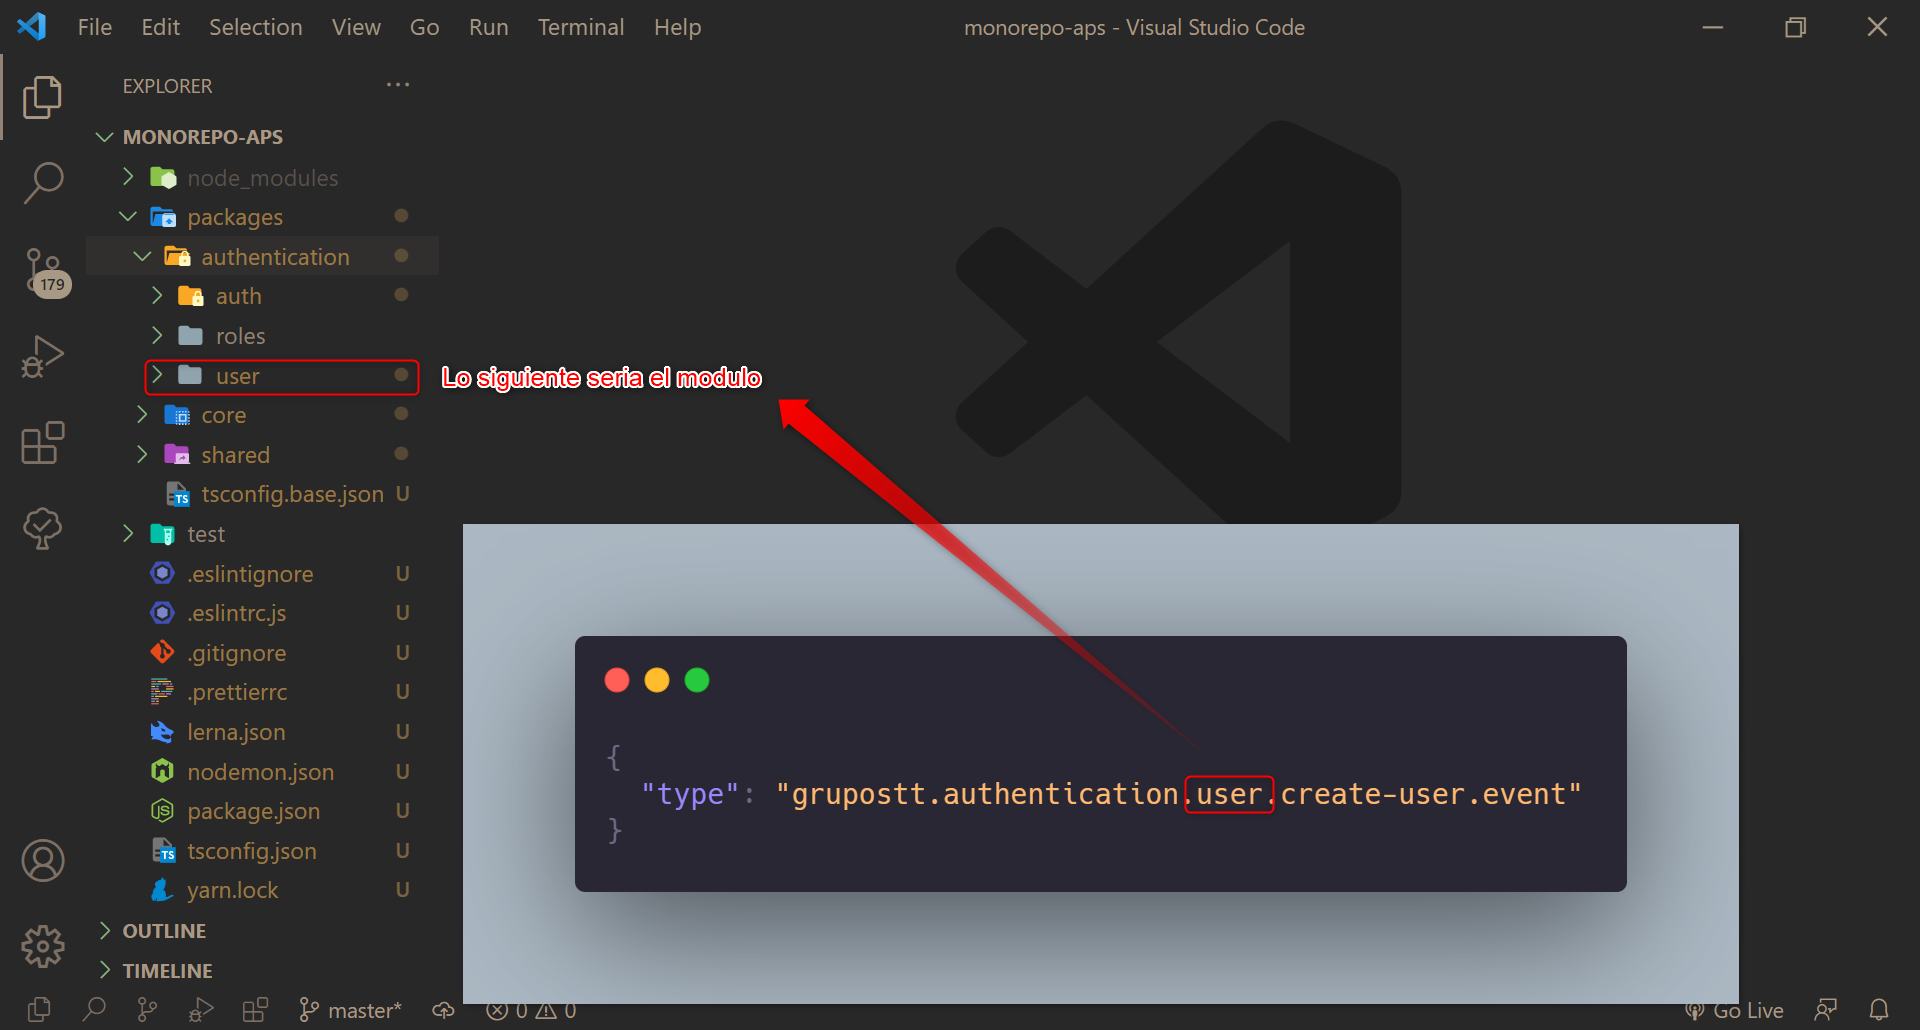 File Edit Selection View Go Run Terminal Help
monorepo-aps - Visual Studio Code
EXPLORER
MONOREPO-APS
node_modules
packages
authentication
auth
roles
user
Lo siguiente seria el modulo
core
shared
tsconfig.base.json U
test
.eslintignore U
.eslintrc.js U
.gitignore U
.prettierrc U
lerna.json U
nodemon.json U
package.json U
tsconfig.json U
yarn.lock U
OUTLINE
TIMELINE
179
{
"type": "grupostt.authentication.user.create-user.event"
}
master* 0 0 Go Live